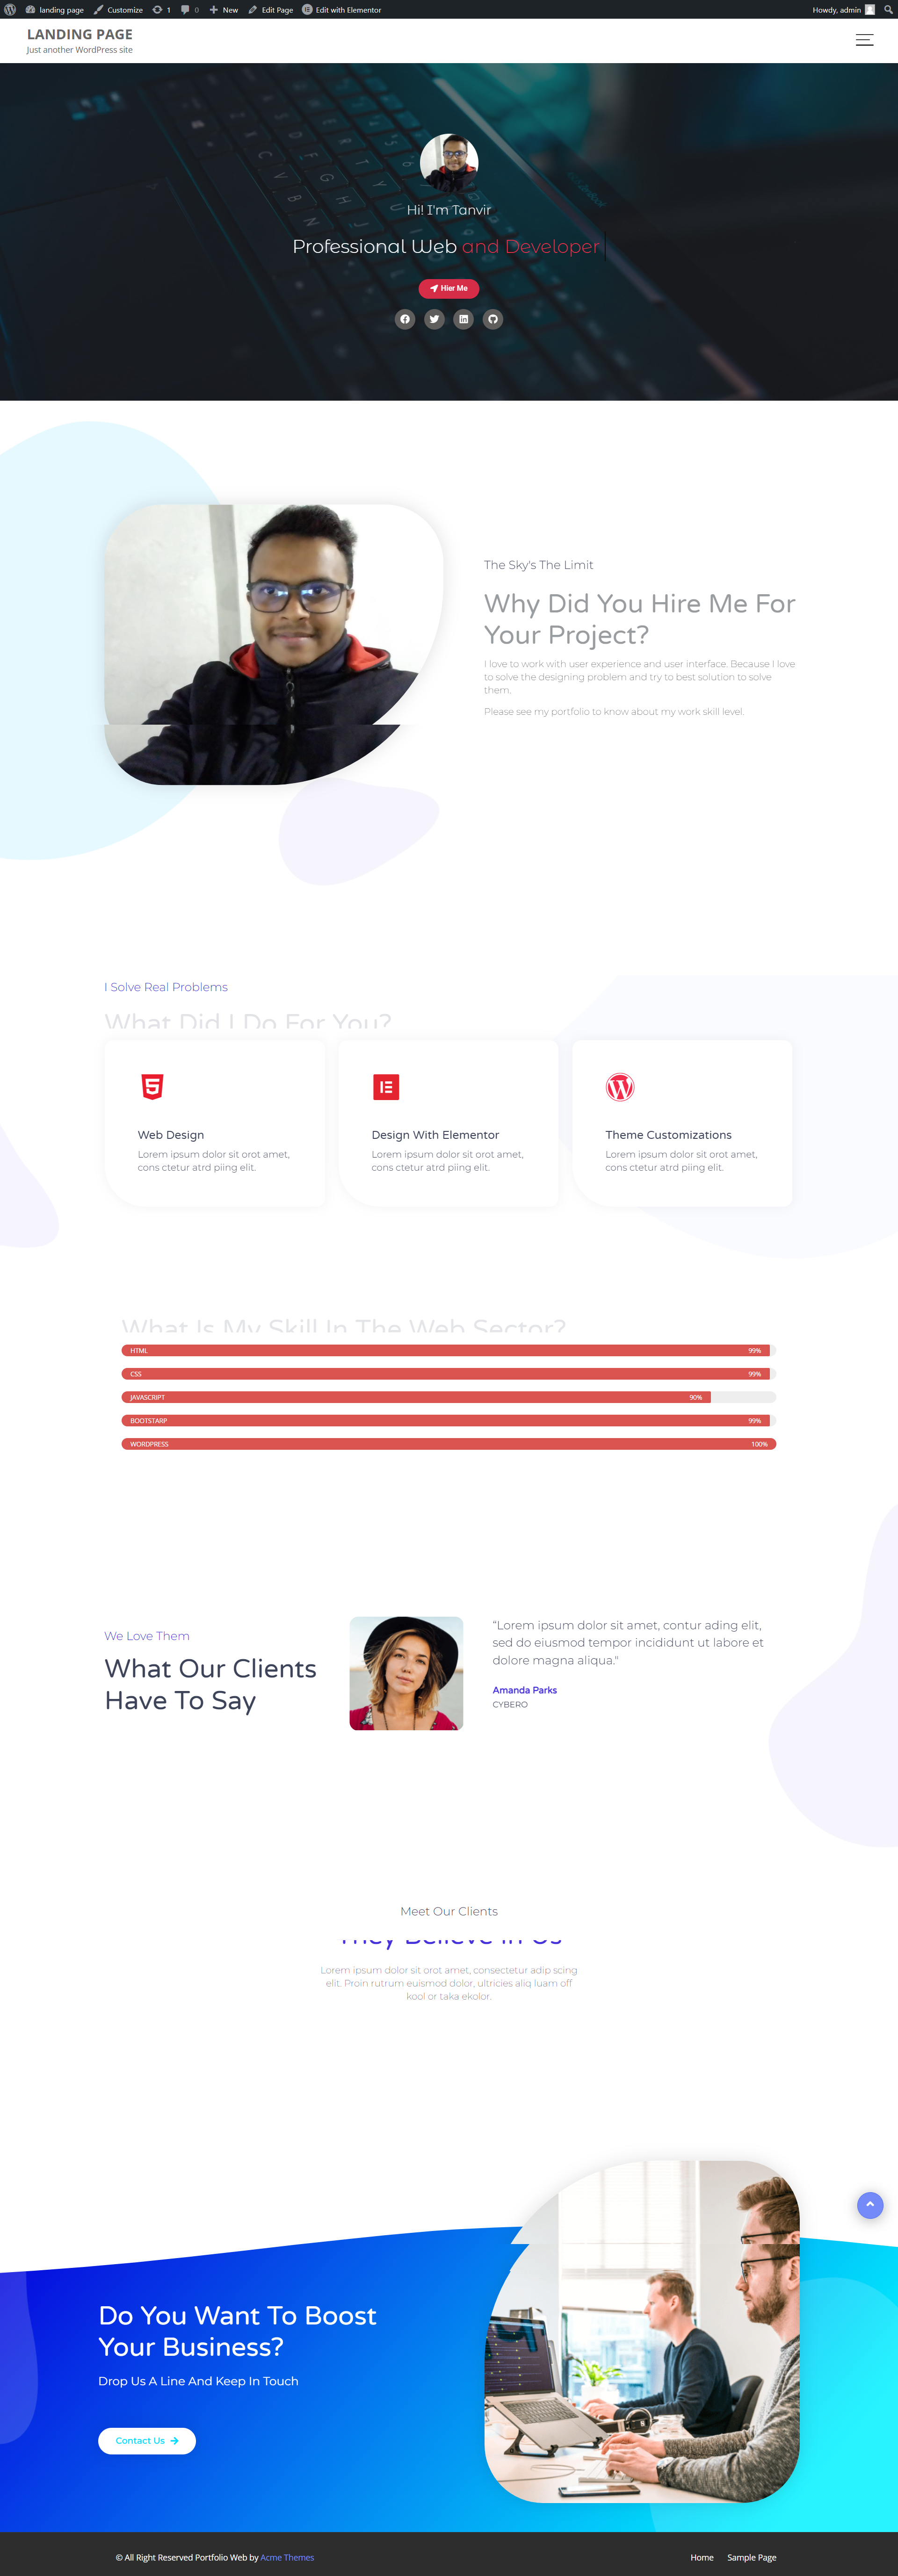 landing page Customize 1 0 New Edit Page Edit with Elementor Howdy, admin
LANDING PAGE
Just another WordPress site
Hi! I'm Tanvir
Professional Web and Developer
Hier Me
The Sky's The Limit
Why Did You Hire Me For
Your Project?
I love to work with user experience and user interface. Because I love
to solve the designing problem and try to best solution to solve
them.
Please see my portfolio to know about my work skill level.
I Solve Real Problems
What Did I Do For You?
Web Design
Lorem ipsum dolor sit orot amet,
cons ctetur atrd piing elit.
Design With Elementor
Lorem ipsum dolor sit orot amet,
cons ctetur atrd piing elit.
Theme Customizations
Lorem ipsum dolor sit orot amet,
cons ctetur atrd piing elit.
What Is My Skill In The Web Sector?
HTML 99%
CSS 99%
JAVASCRIPT 90%
BOOTSTARP 99%
WORDPRESS 100%
We Love Them
What Our Clients
Have To Say
“Lorem ipsum dolor sit amet, contur ading elit,
sed do eiusmod tempor incididunt ut labore et
dolore magna aliqua."
Amanda Parks
CYBERO
Meet Our Clients
They Believe In Us
Lorem ipsum dolor sit orot amet, consectetur adip scing
elit. Proin rutrum euismod dolor, ultricies aliq luam off
kool or taka ekolor.
Do You Want To Boost
Your Business?
Drop Us A Line And Keep In Touch
Contact Us
© All Right Reserved Portfolio Web by Acme Themes
Home Sample Page